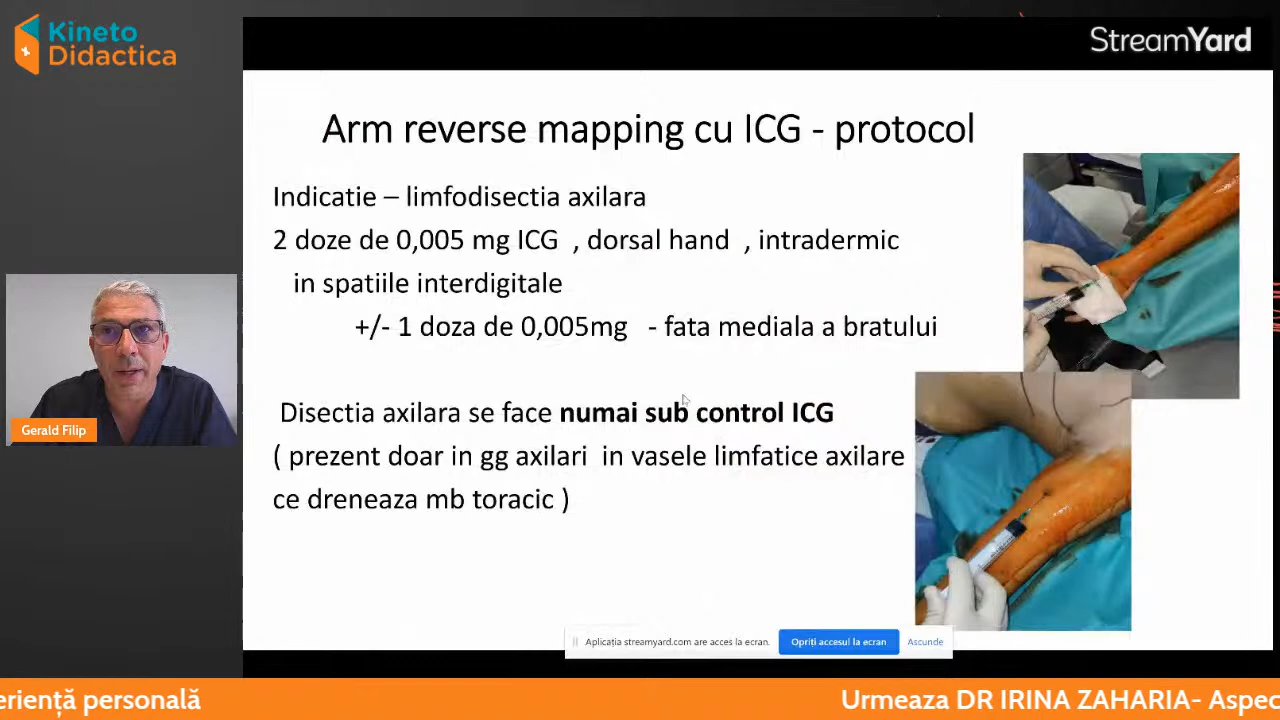 Kineto
Didactica
StreamYard
Arm reverse mapping cu ICG - protocol
Indicatie – limfodisectia axilara
2 doze de 0,005 mg ICG , dorsal hand , intradermic
in spatiile interdigitale
+/- 1 doza de 0,005mg - fata mediala a bratului
Disectia axilara se face numai sub control ICG
( prezent doar in gg axilari in vasele limfatice axilare
ce dreneaza mb toracic )
Gerald Filip
Aplicația streamyard.com are acces la ecran.
Opriți accesul la ecran
Ascunde
eriență personală
Urmeaza DR IRINA ZAHARIA- Aspec